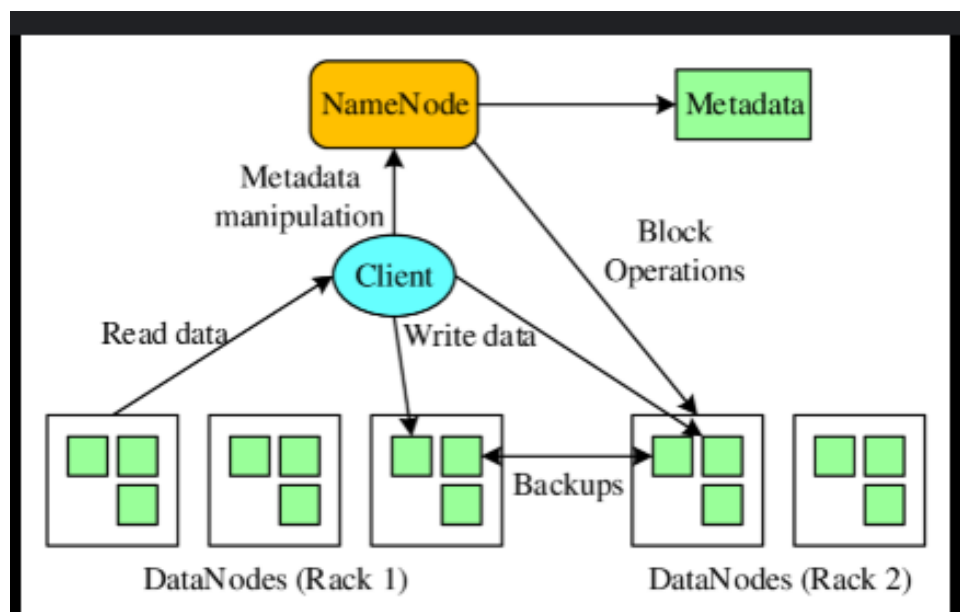 NameNode
Metadata
Metadata
manipulation
Block
Operations
Client
Read data
Write data
Backups
DataNodes (Rack 1)
DataNodes (Rack 2)